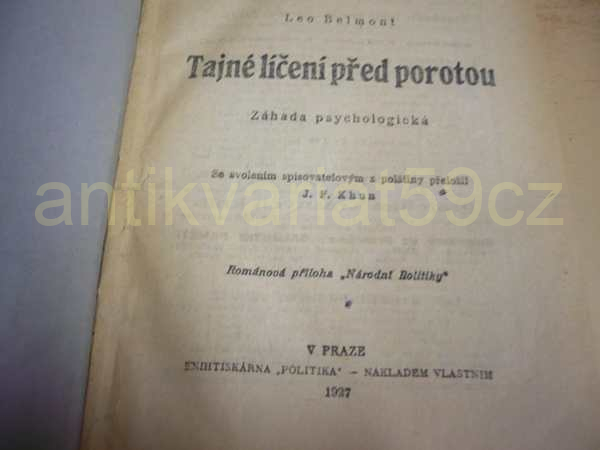 Leo Belmont
Tajné líčení před porotou
Záhada psychologická
Se svolením spisovatelovým z polštiny přeložil
J. F. Khun
antikvariat59cz
Románová příloha „Národní Politiky“
V PRAZE
KNIHTISKÁRNA „POLITIKA“ – NÁKLADEM VLASTNÍM
1927